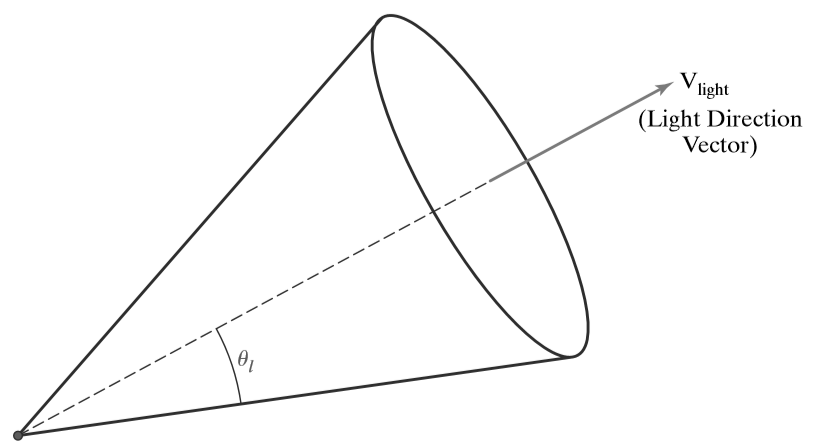 V_light
(Light Direction
Vector)
θ_l